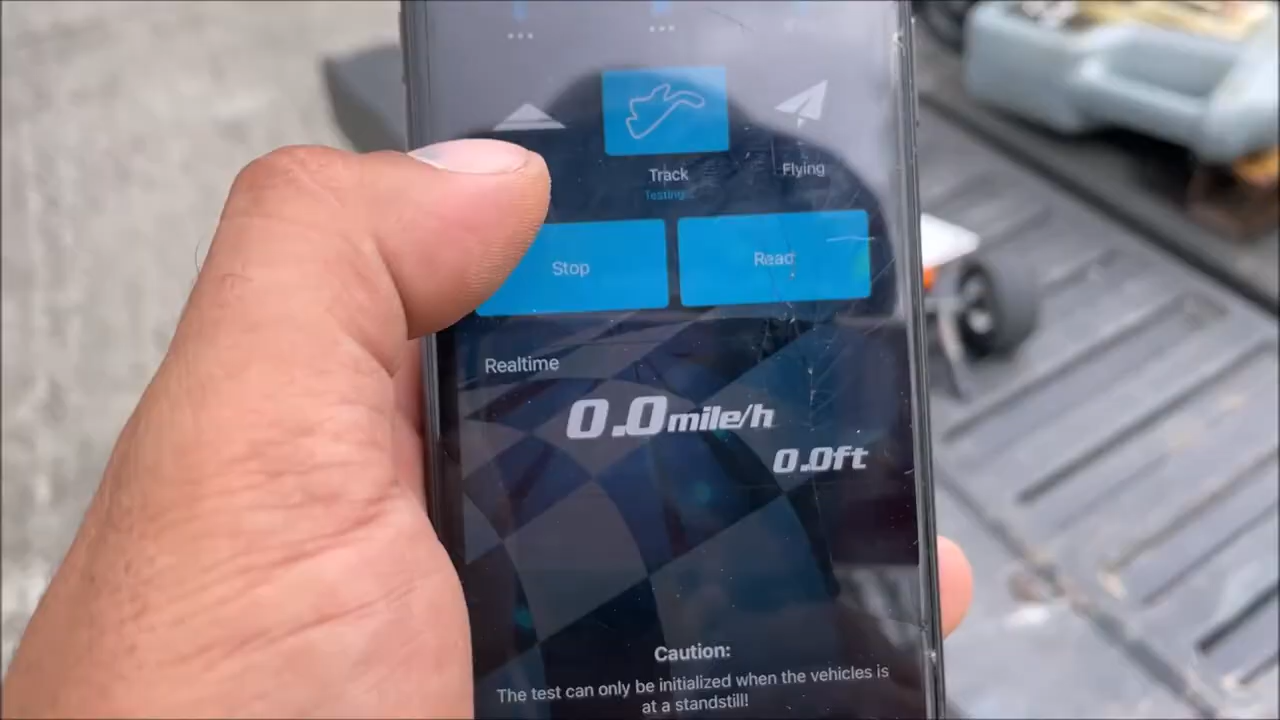 Track
Flying
Testing...
Stop
Read
Realtime
0.0mile/h
0.0ft
Caution:
The test can only be initialized when the vehicles is
at a standstill!